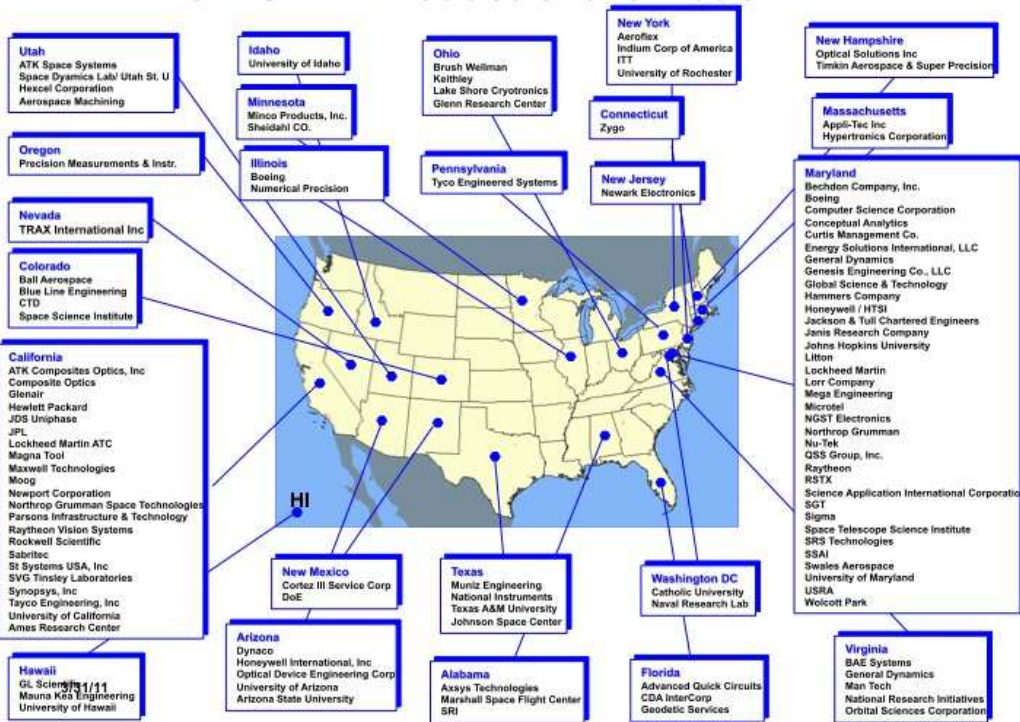 Utah
ATK Space Systems
Space Dyamics Lab/ Utah St. U
Hexcel Corporation
Aerospace Machining
Idaho
University of Idaho
Minnesota
Minco Products, Inc.
Sheidahl CO.
Ohio
Brush Wellman
Keithley
Lake Shore Cryotronics
Glenn Research Center
New York
Aeroflex
Indium Corp of America
ITT
University of Rochester
New Hampshire
Optical Solutions Inc
Timkin Aerospace & Super Precision
Connecticut
Zygo
Massachusetts
Appli-Tec Inc
Hypertronics Corporation
Oregon
Precision Measurements & Instr.
Illinois
Boeing
Numerical Precision
Pennsylvania
Tyco Engineered Systems
New Jersey
Newark Electronics
Maryland
Bechdon Company, Inc.
Boeing
Computer Science Corporation
Conceptual Analytics
Curtis Management Co.
Energy Solutions International, LLC
General Dynamics
Genesis Engineering Co., LLC
Global Science & Technology
Hammers Company
Honeywell / HTSI
Jackson & Tull Chartered Engineers
Janis Research Company
Johns Hopkins University
Litton
Lockheed Martin
Lorr Company
Mega Engineering
Microtel
NGST Electronics
Northrop Grumman
Nu-Tek
QSS Group, Inc.
Raytheon
RSTX
Science Application International Corporatio
SGT
Sigma
Space Telescope Science Institute
SRS Technologies
SSAI
Swales Aerospace
University of Maryland
USRA
Wolcott Park
Nevada
TRAX International Inc
Colorado
Ball Aerospace
Blue Line Engineering
CTD
Space Science Institute
California
ATK Composites Optics, Inc
Composite Optics
Glenair
Hewlett Packard
JDS Uniphase
JPL
Lockheed Martin ATC
Magna Tool
Maxwell Technologies
Moog
Newport Corporation
Northrop Grumman Space Technologies
Parsons Infrastructure & Technology
Raytheon Vision Systems
Rockwell Scientific
Sabritec
St Systems USA, Inc
SVG Tinsley Laboratories
Synopsys, Inc
Tayco Engineering, Inc
University of California
Ames Research Center
HI
New Mexico
Cortez III Service Corp
DoE
Texas
Muniz Engineering
National Instruments
Texas A&M University
Johnson Space Center
Washington DC
Catholic University
Naval Research Lab
Arizona
Dynaco
Honeywell International, Inc
Optical Device Engineering Corp
University of Arizona
Arizona State University
Alabama
Axsys Technologies
Marshall Space Flight Center
SRI
Florida
Advanced Quick Circuits
CDA InterCorp
Geodetic Services
Virginia
BAE Systems
General Dynamics
Man Tech
National Research Initiatives
Orbital Sciences Corporation
Hawaii
GL Scientific
3/31/11
Mauna Kea Engineering
University of Hawaii